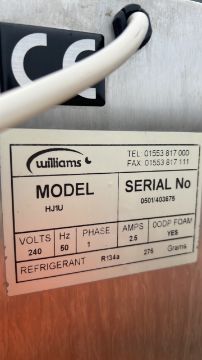 CE
williams
TEL: 01553 817 000
FAX: 01553 817 111
MODEL
SERIAL No
HJ1U
0501/403675
VOLTS Hz PHASE AMPS 0ODP FOAM
240 50 1 2.5 YES
REFRIGERANT R134a 275 Grams